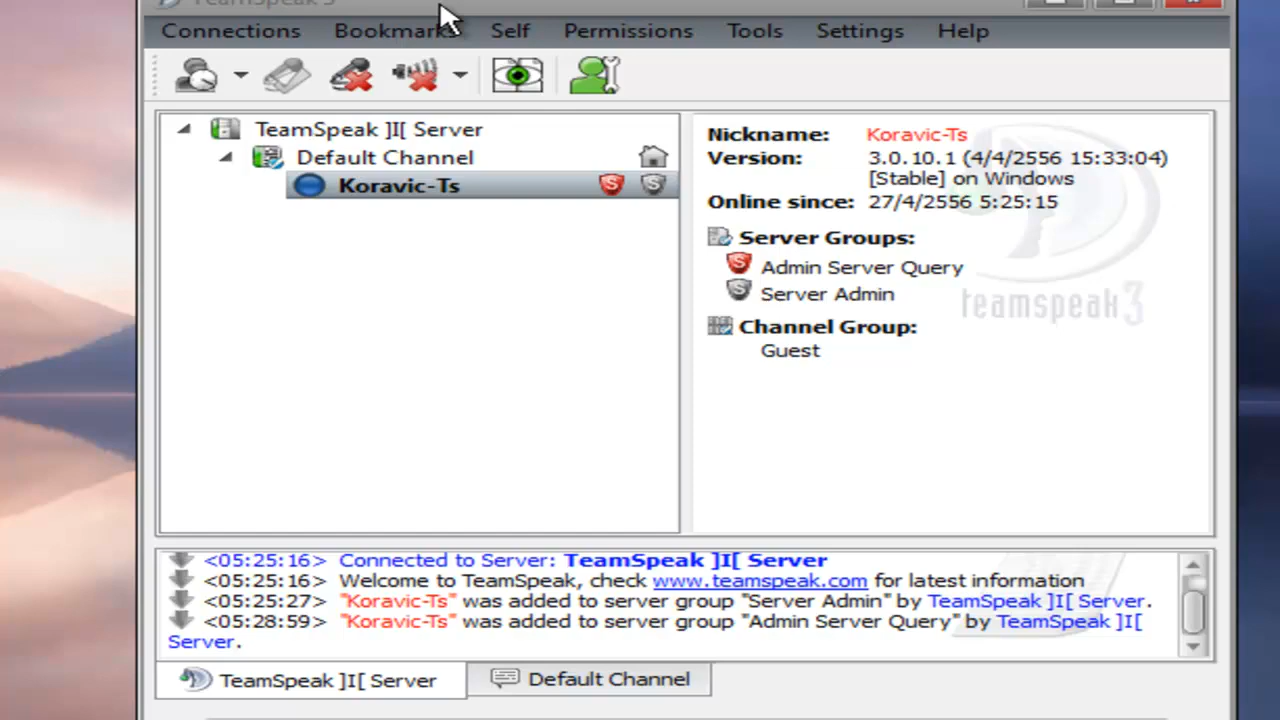 TeamSpeak 3
Connections Bookmarks Self Permissions Tools Settings Help
TeamSpeak ]I[ Server
Default Channel
Koravic-Ts
Nickname: Koravic-Ts
Version: 3.0.10.1 (4/4/2556 15:33:04)
[Stable] on Windows
Online since: 27/4/2556 5:25:15
Server Groups:
Admin Server Query
Server Admin
teamspeak 3
Channel Group:
Guest
<05:25:16> Connected to Server: TeamSpeak ]I[ Server
<05:25:16> Welcome to TeamSpeak, check www.teamspeak.com for latest information
<05:25:27> "Koravic-Ts" was added to server group "Server Admin" by TeamSpeak ]I[ Server.
<05:28:59> "Koravic-Ts" was added to server group "Admin Server Query" by TeamSpeak ]I[
Server.
TeamSpeak ]I[ Server Default Channel